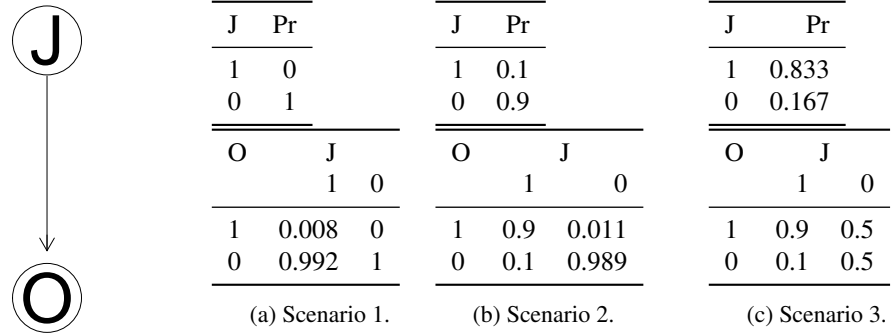 J
O
J Pr
1 0
0 1
O J
1 0
1 0.008 0
0 0.992 1
(a) Scenario 1.
J Pr
1 0.1
0 0.9
O J
1 0
1 0.9 0.011
0 0.1 0.989
(b) Scenario 2.
J Pr
1 0.833
0 0.167
O J
1 0
1 0.9 0.5
0 0.1 0.5
(c) Scenario 3.